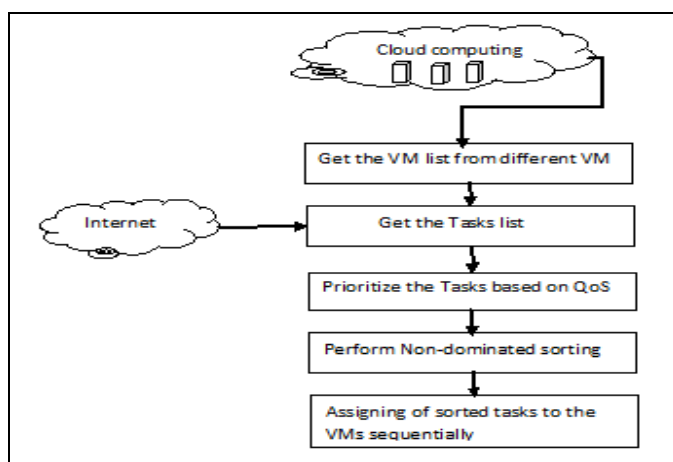 Cloud computing
Get the VM list from different VM
Internet
Get the Tasks list
Prioritize the Tasks based on QoS
Perform Non-dominated sorting
Assigning of sorted tasks to the
VMs sequentially